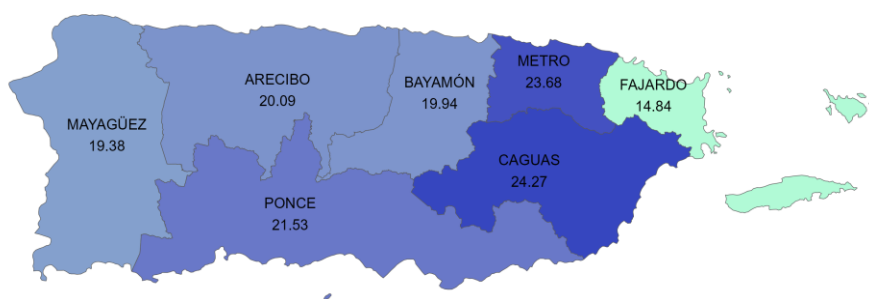 METRO
23.68
ARECIBO
20.09
BAYAMÓN
19.94
FAJARDO
14.84
MAYAGÜEZ
19.38
CAGUAS
24.27
PONCE
21.53